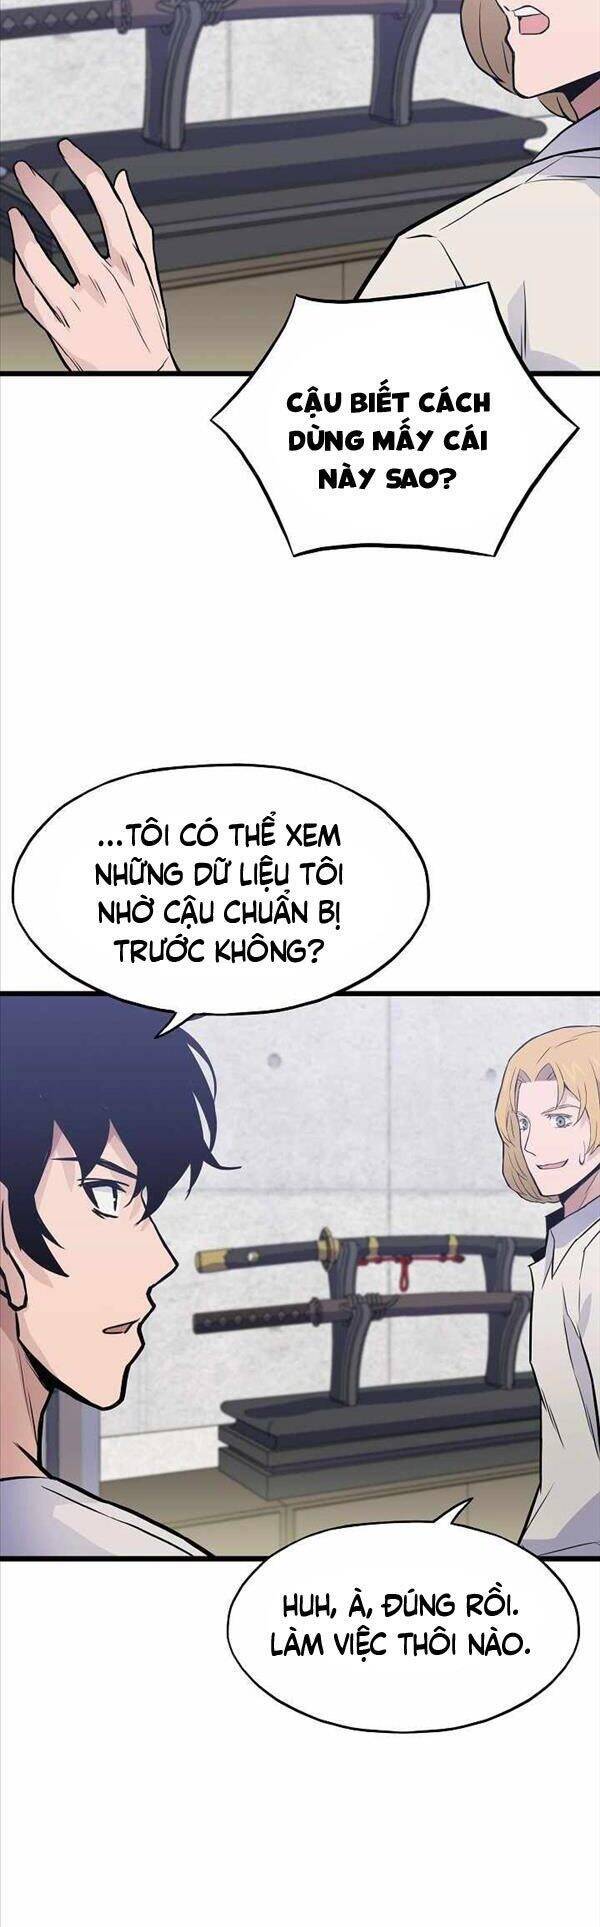 CẬU BIẾT CÁCH
DÙNG MẤY CÁI
NÀY SAO?
...TÔI CÓ THỂ XEM
NHỮNG DỮ LIỆU TÔI
NHỜ CẬU CHUẨN BỊ
TRƯỚC KHÔNG?
HUH, À, ĐÚNG RỒI.
LÀM VIỆC THÔI NÀO.